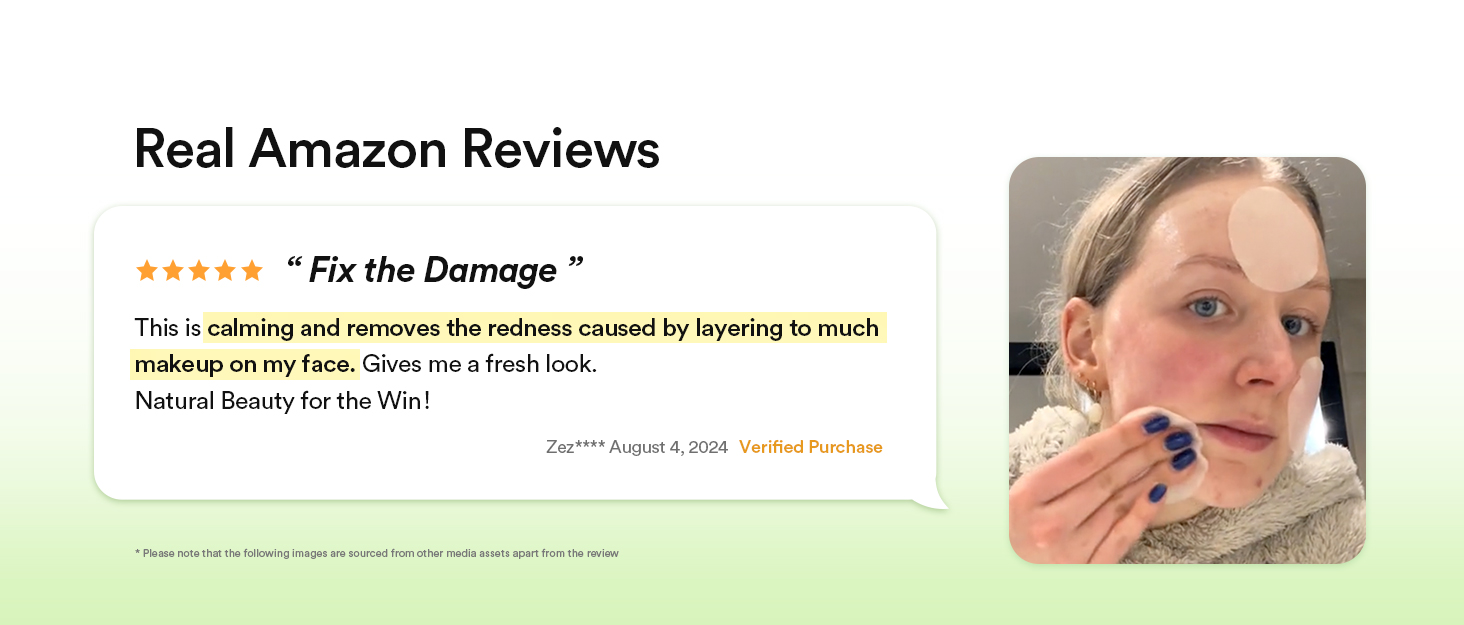 Real Amazon Reviews
“ Fix the Damage ”
This is calming and removes the redness caused by layering to much
makeup on my face. Gives me a fresh look.
Natural Beauty for the Win!
Zez**** August 4, 2024 Verified Purchase
* Please note that the following images are sourced from other media assets apart from the review